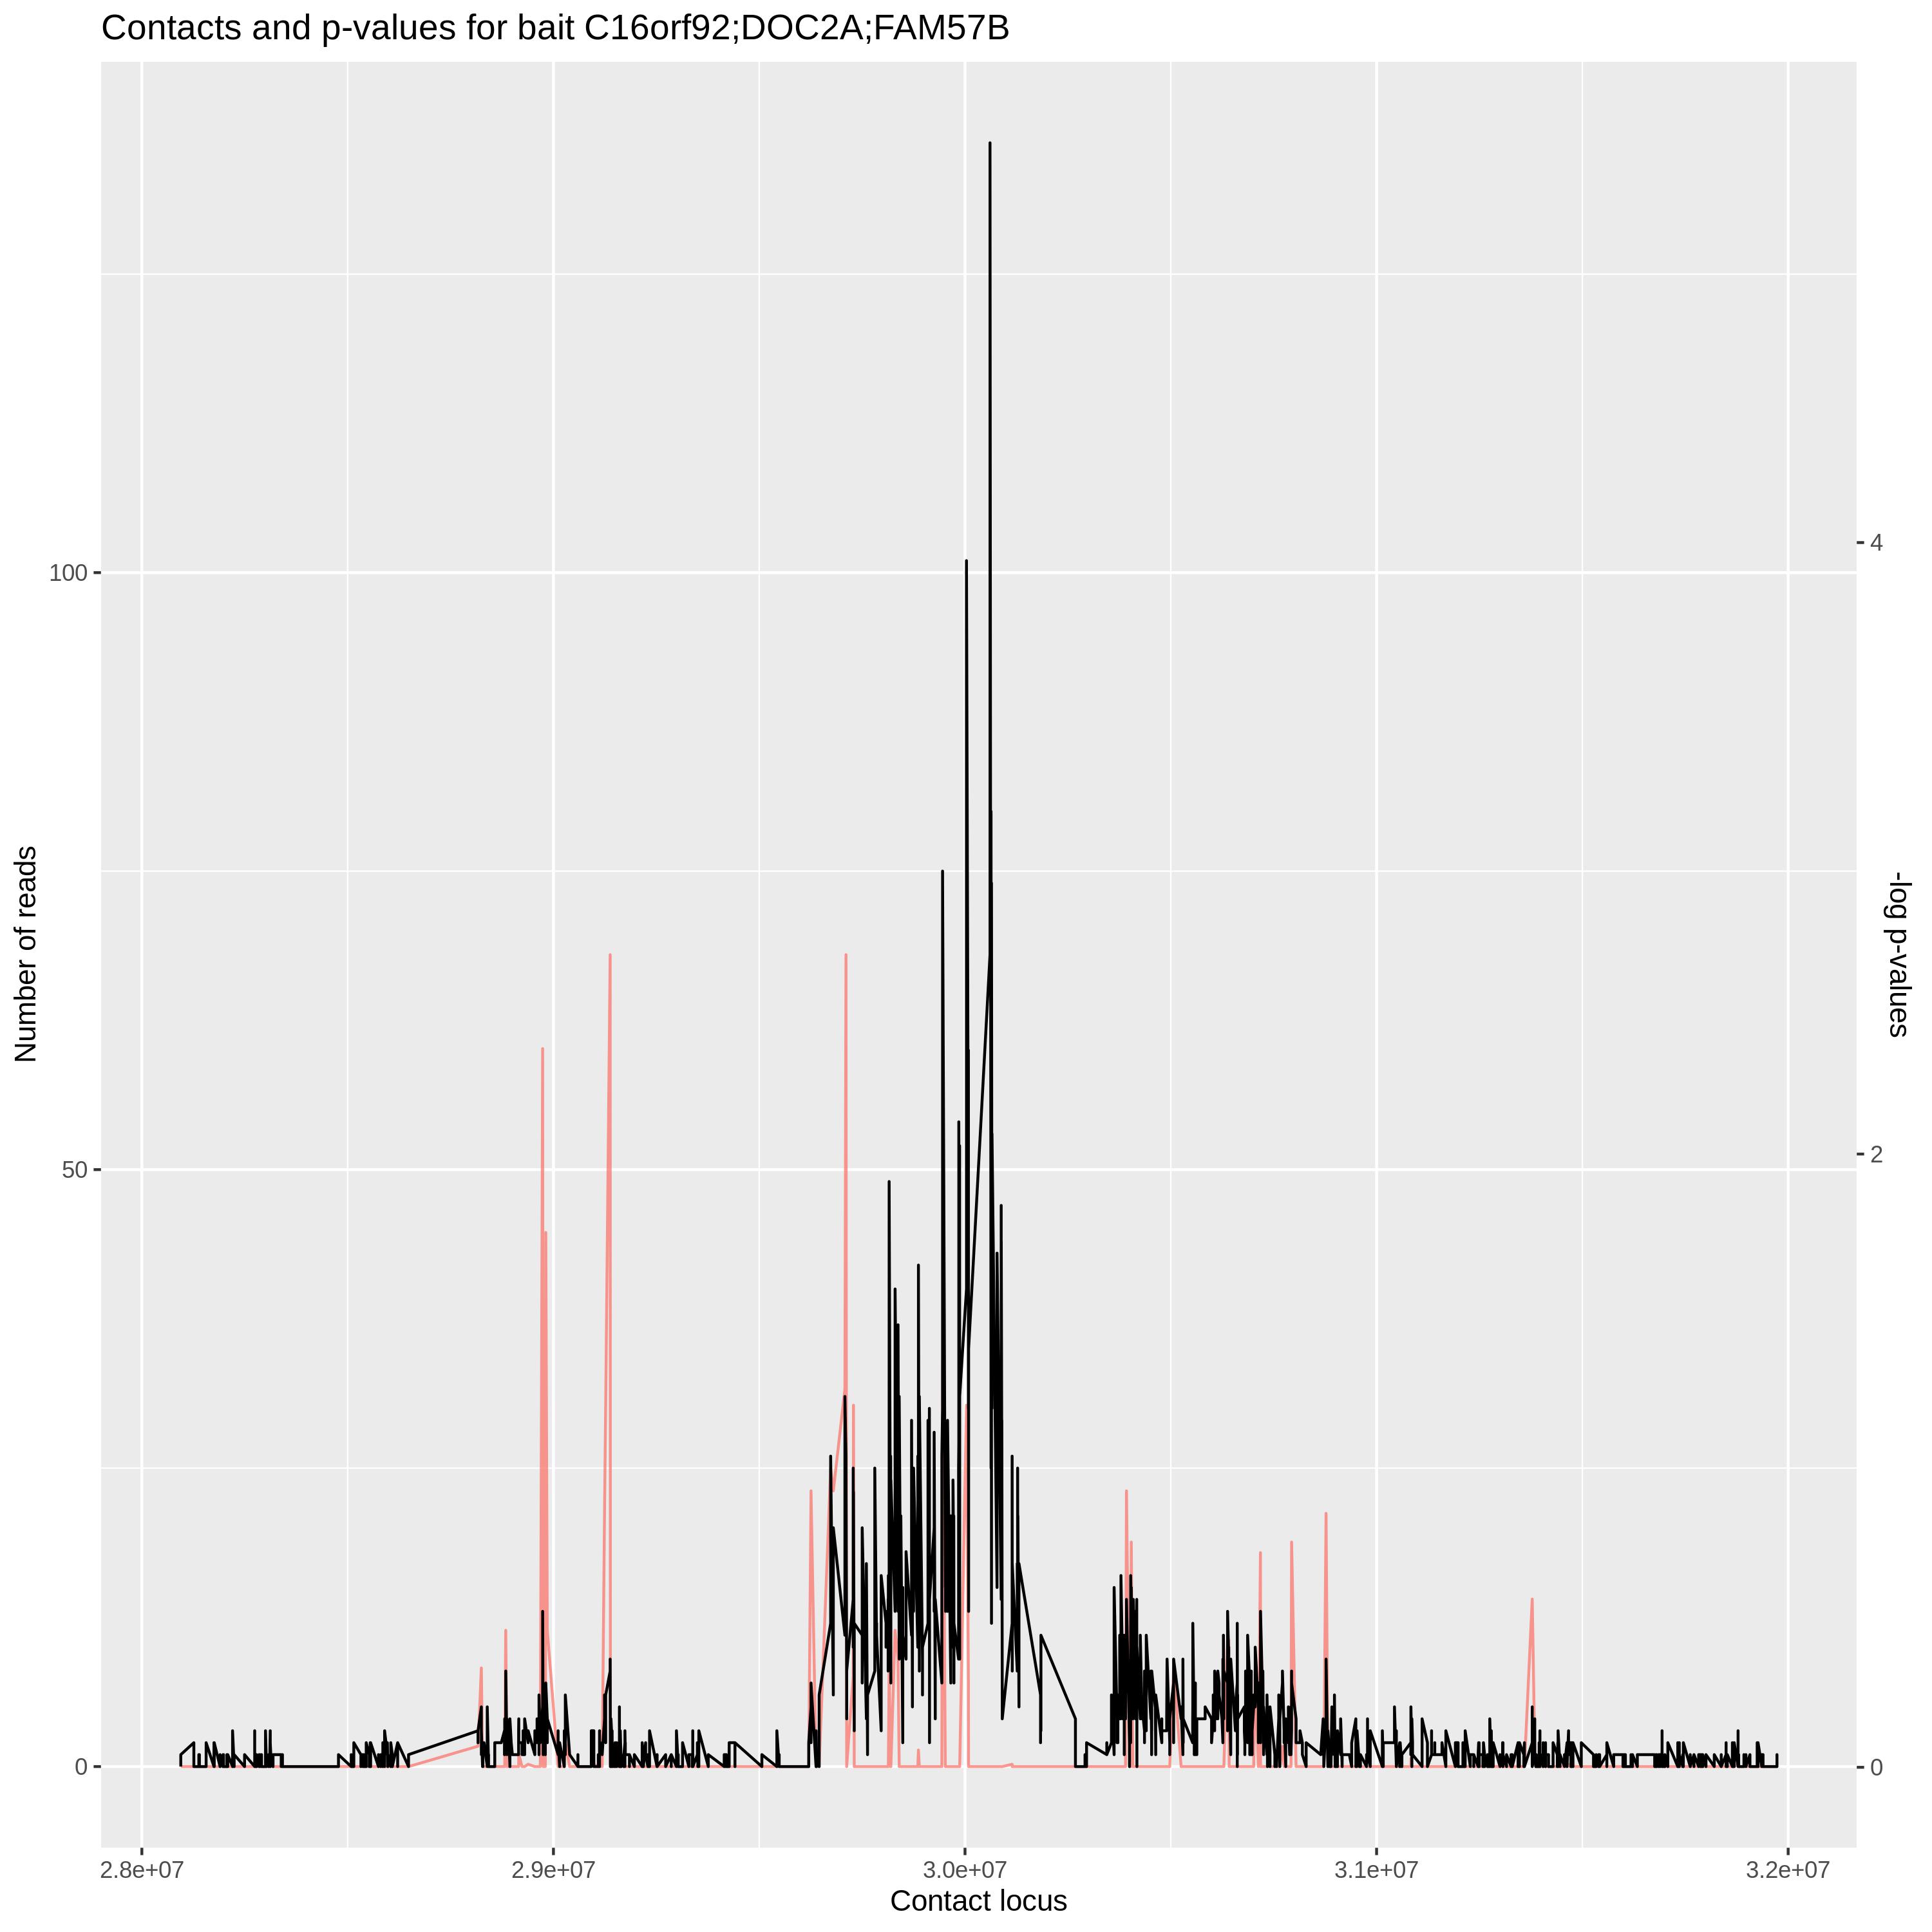 Contacts and p-values for bait C16orf92;DOC2A;FAM57B
100
50
0
Number of reads
4
2
0
-log p-values
2.8e+07 2.9e+07 3.0e+07 3.1e+07 3.2e+07
Contact locus